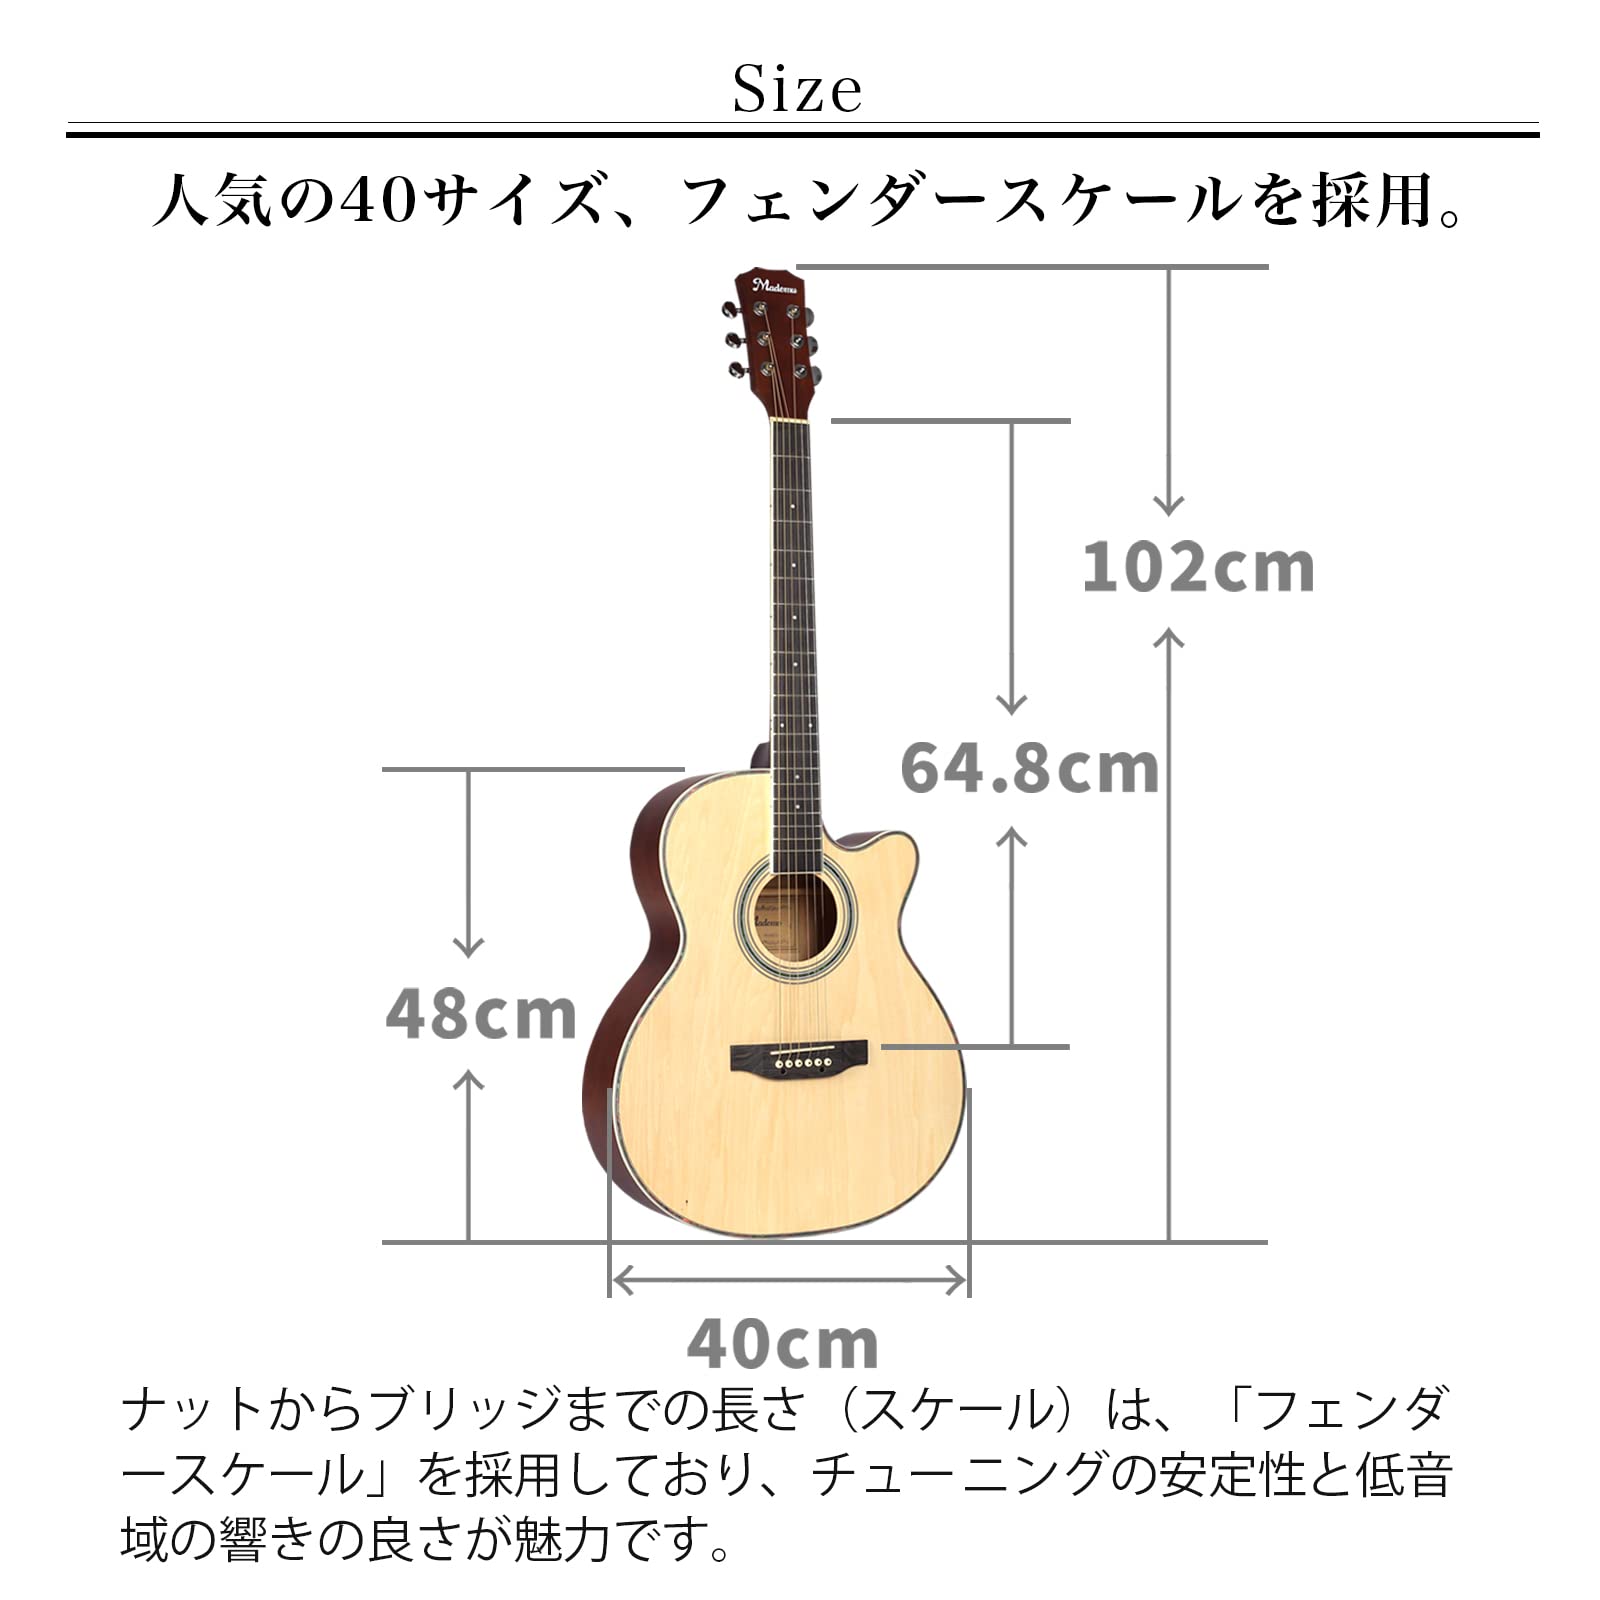 Size
人気の40サイズ、フェンダースケールを採用。
Mademua
102cm
64.8cm
48cm
40cm
ナットからブリッジまでの長さ（スケール）は、「フェンダ
ースケール」を採用しており、チューニングの安定性と低音
域の響きの良さが魅力です。